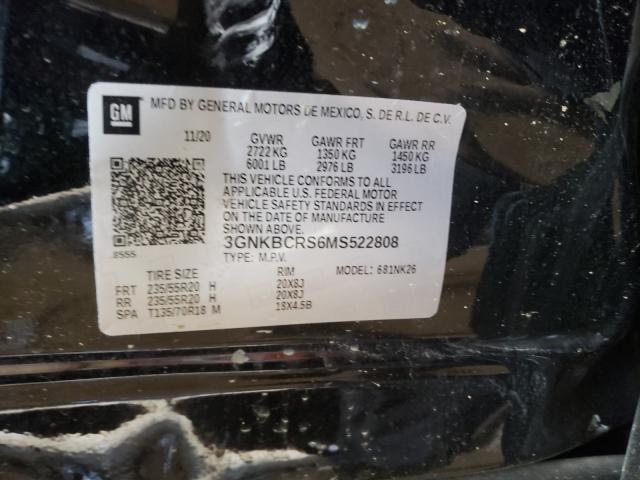 GM MFD BY GENERAL MOTORS DE MEXICO, S. DE R.L. DE C.V.
11/20 GVWR GAWR FRT GAWR RR
2722 KG 1350 KG 1450 KG
6001 LB 2976 LB 3196 LB
THIS VEHICLE CONFORMS TO ALL
APPLICABLE U.S. FEDERAL MOTOR
VEHICLE SAFETY STANDARDS IN EFFECT
ON THE DATE OF MANUFACTURE
SHOWN ABOVE.
3GNKBCRS6MS522808
8555 TYPE: M.P.V. MODEL: 681NK26
TIRE SIZE RIM
FRT 235/55R20 H 20X8J
RR 235/55R20 H 20X8J
SPA T135/70R18 M 18X4.5B